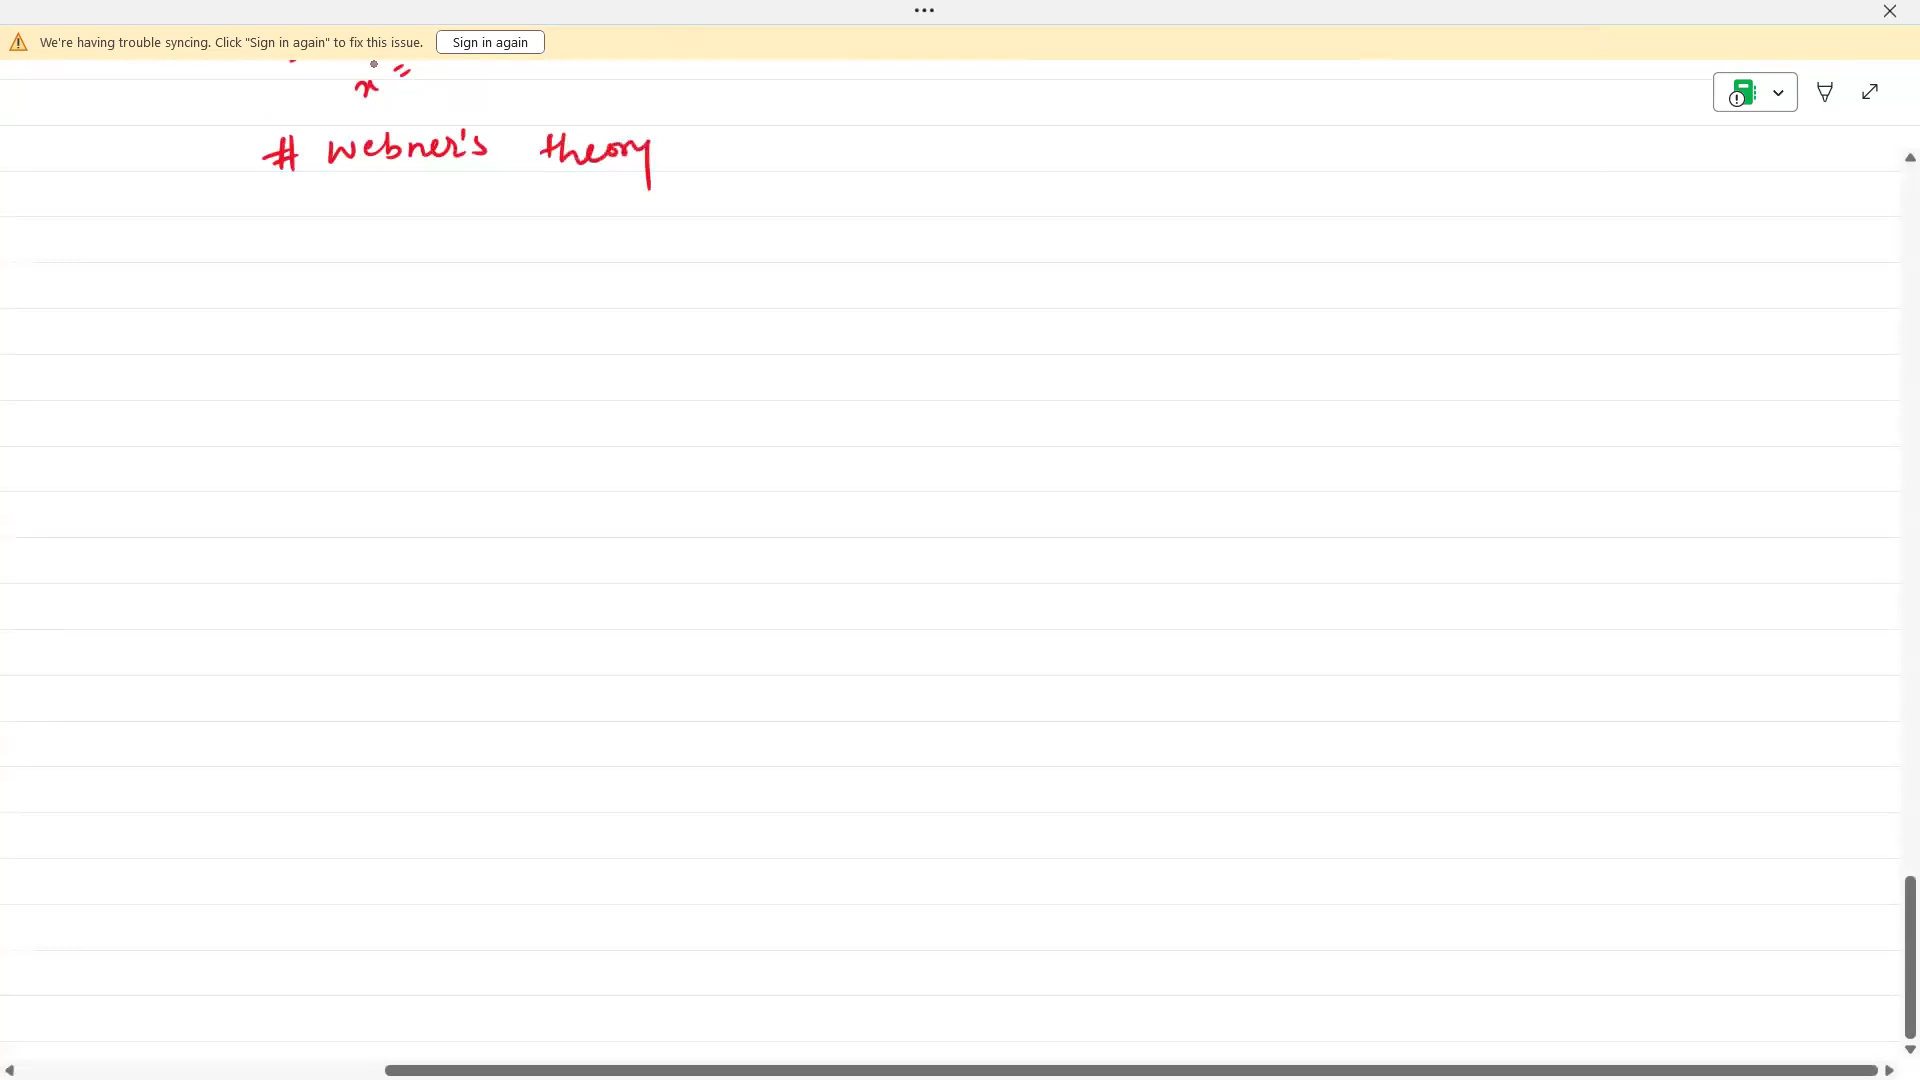 We're having trouble syncing. Click "Sign in again" to fix this issue. Sign in again
x =
# webner's theory